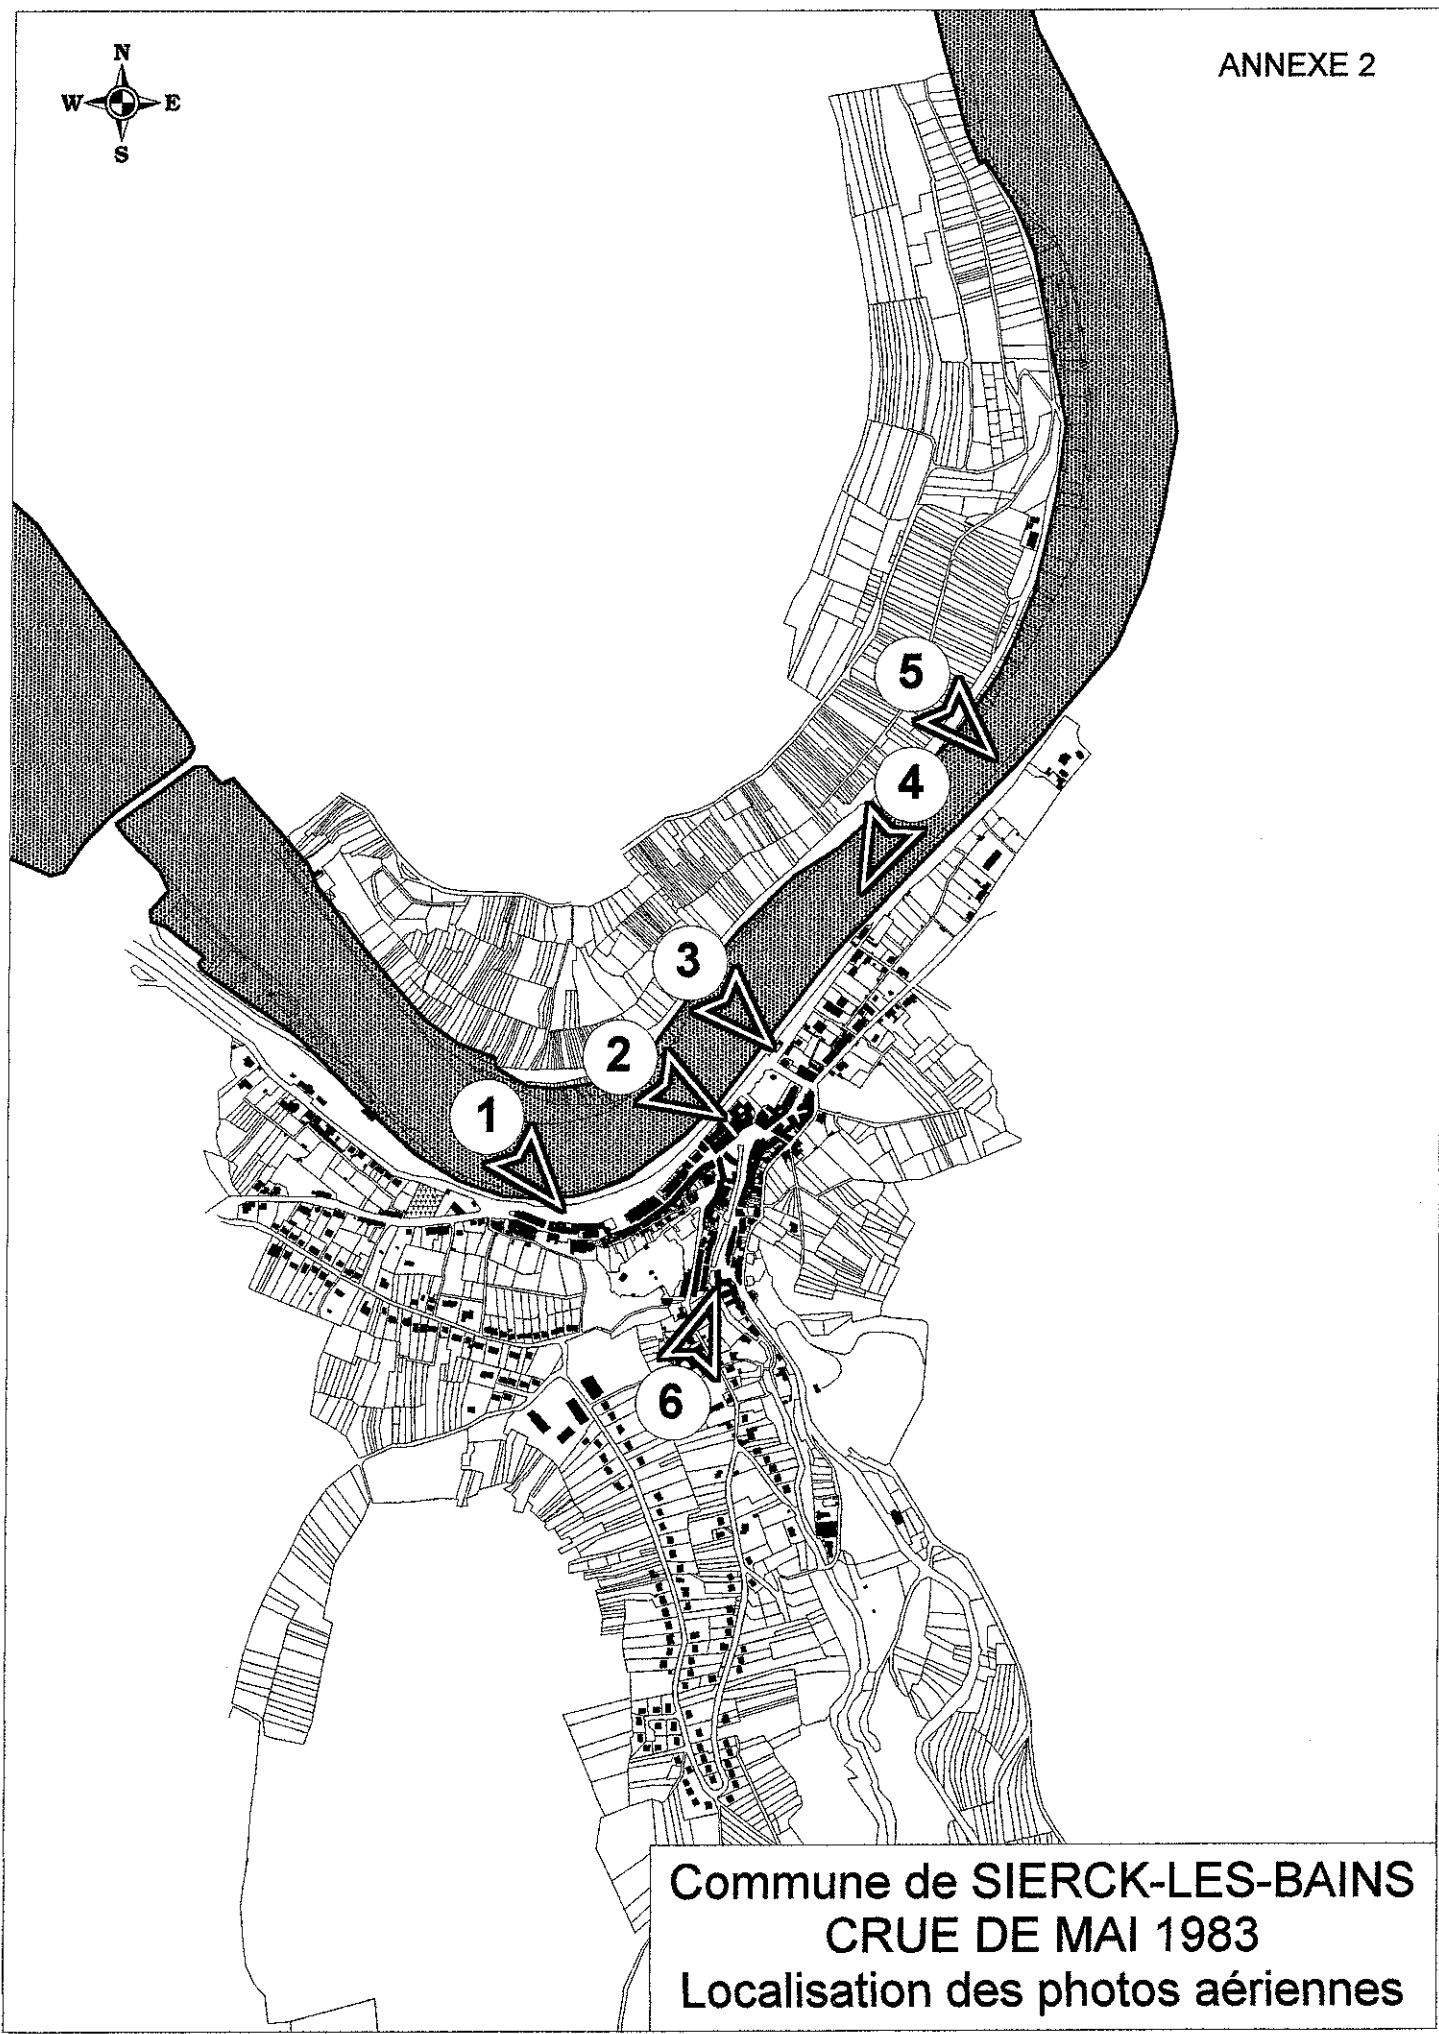 N
W E
S
ANNEXE 2
5
4
3
2
1
6
Commune de SIERCK-LES-BAINS
CRUE DE MAI 1983
Localisation des photos aériennes